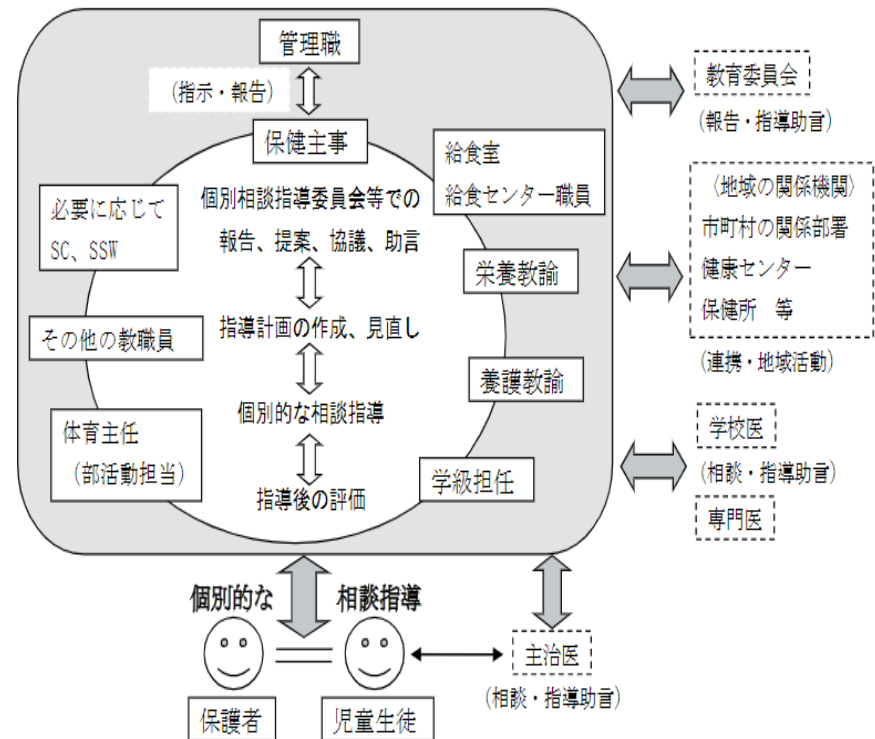 管理職
(指示・報告)
保健主事
給食室
給食センター職員
必要に応じて
SC、SSW
個別相談指導委員会等での
報告、提案、協議、助言
栄養教諭
指導計画の作成、見直し
その他の教職員
養護教諭
個別的な相談指導
体育主任
(部活動担当)
学級担任
指導後の評価
教育委員会
(報告・指導助言)
〈地域の関係機関〉
市町村の関係部署
健康センター
保健所 等
(連携・地域活動)
学校医
(相談・指導助言)
専門医
個別的な 相談指導
主治医
(相談・指導助言)
保護者
児童生徒